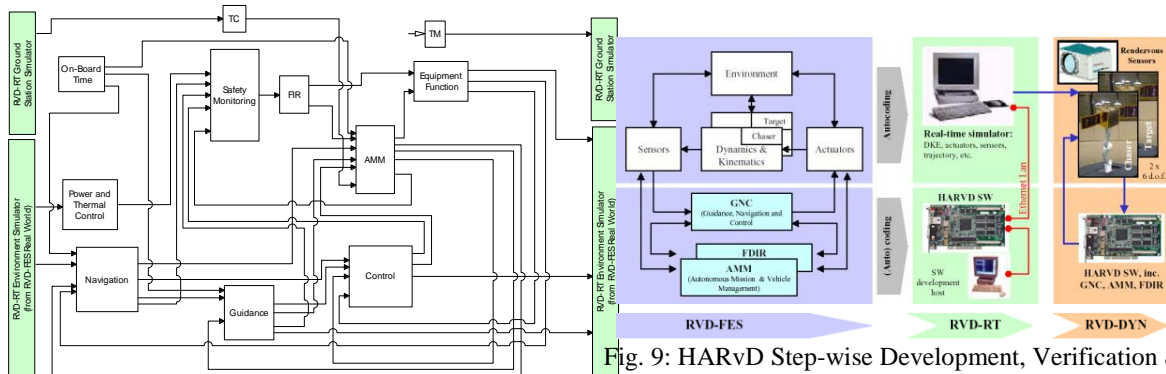 RVD-RT Ground
Station Simulator
RVD-RT Environment Simulator
(from RVD-FES Real World)
TC
On-Board
Time
Safety
Monitoring
FIR
Power and
Thermal
Control
Navigation
Guidance
Control
AMM
Equipment
Function
TM
RVD-RT Ground
Station Simulator
RVD-RT Environment Simulator
(from RVD-FESReal World)
Environment
Target
Chaser
Sensors
Dynamics &
Kinematics
Actuators
GNC
(Guidance, Navigation and
Control)
FDIR
AMM
(Autonomous Mission & Vehicle
Management)
RVD-FES
Autocoding
(Auto) coding
Real-time simulator:
DKE, actuators, sensors,
trajectory, etc.
Ethernet Lan
HARVD SW
SW
development
host
RVD-RT
Rendezvous
Sensors
Chaser
Target
2 x
6 d.o.f.
HARVD SW, inc.
GNC, AMM, FDIR
RVD-DYN
Fig. 9: HARvD Step-wise Development, Verification